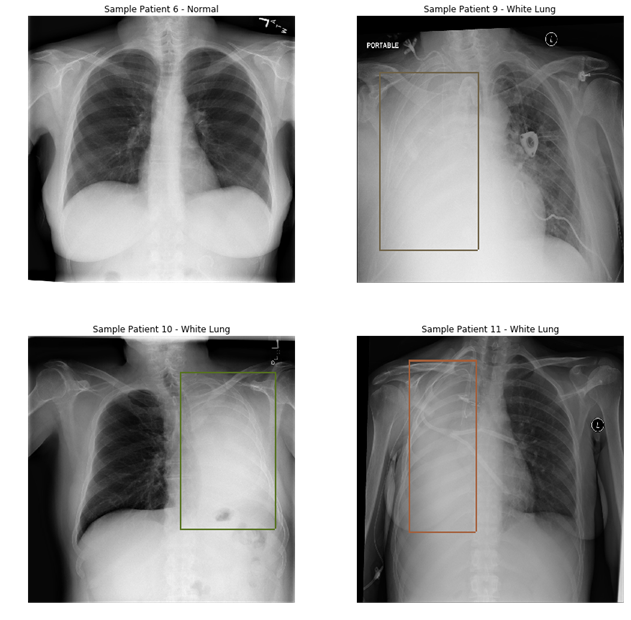 Sample Patient 6 - Normal
Sample Patient 9 - White Lung
PORTABLE
L
Sample Patient 10 - White Lung
L
Sample Patient 11 - White Lung
L